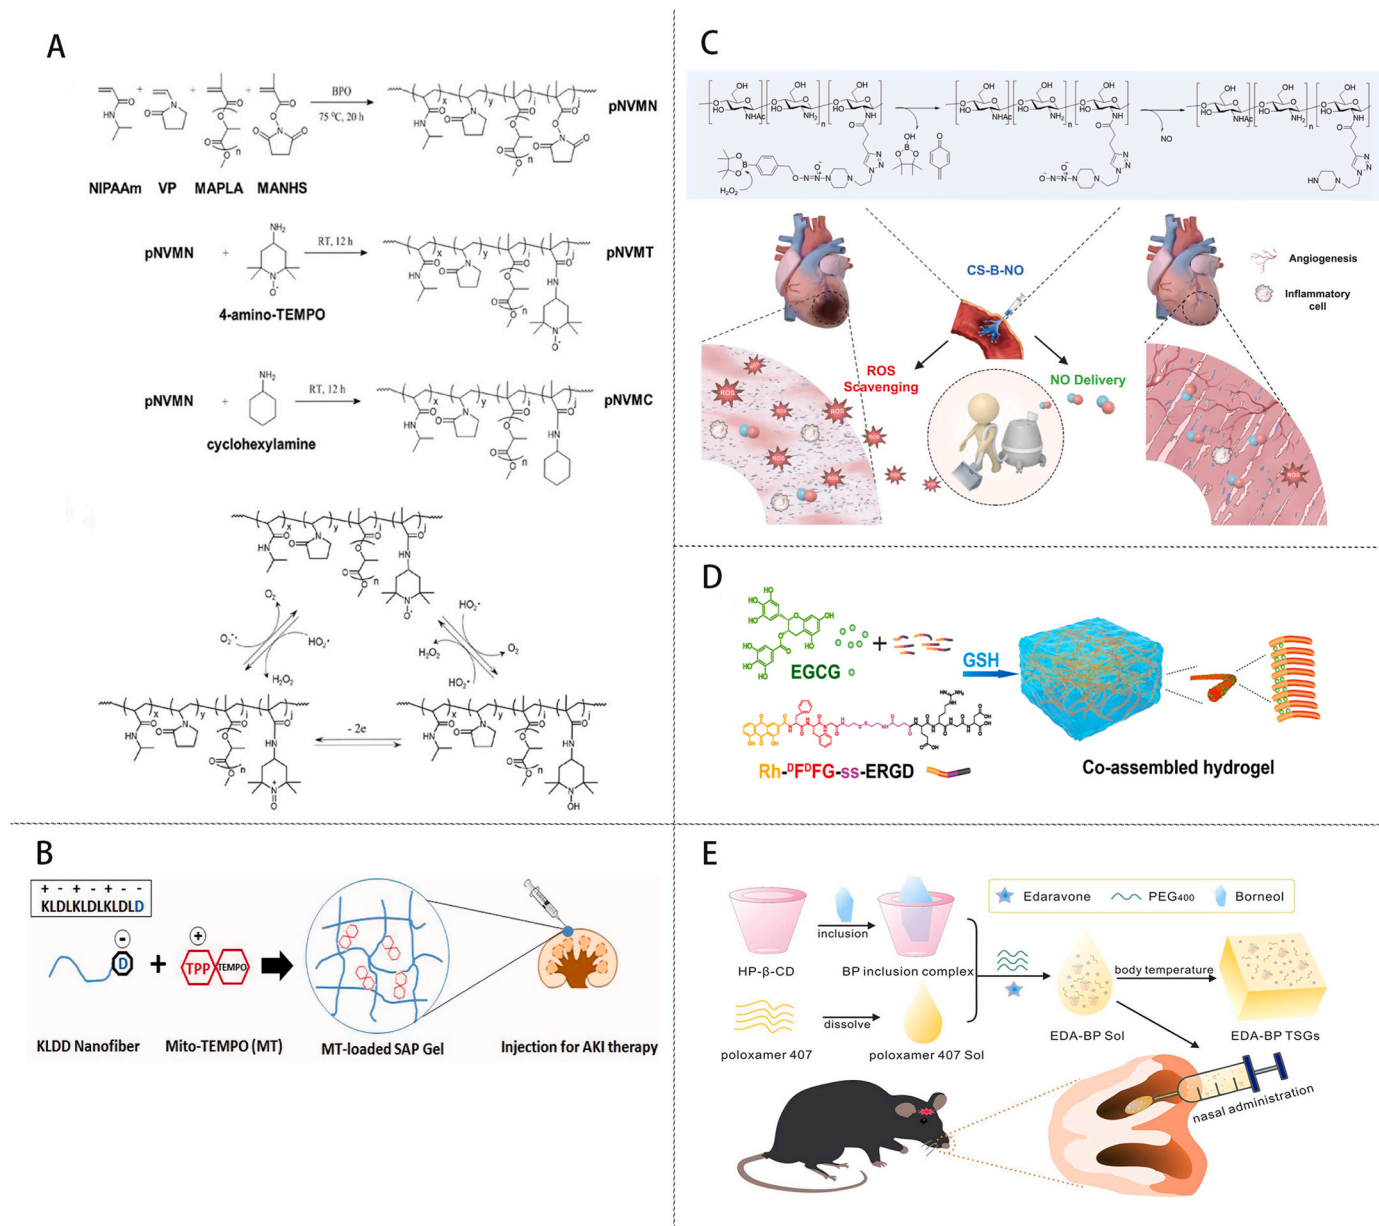 A
BPO
75 ⁰C, 20 h
pNVMN
NIPAAm VP MAPLA MANHS
pNVMN + RT, 12 h pNVMT
4-amino-TEMPO
pNVMN + RT, 12 h pNVMC
cyclohexylamine
O₂
HO₂•
O₂•⁻
HO₂•
H₂O₂
O₂
H₂O₂
HO₂•
- 2e
B
+ - + - + - -
KLDLKLDLKLDLD
-
D
+
+
TPP TEMPO
KLDD Nanofiber
Mito-TEMPO (MT)
MT-loaded SAP Gel
Injection for AKI therapy
C
H₂O₂
NO
CS-B-NO
Angiogenesis
Inflammatory
cell
ROS
Scavenging
NO Delivery
ROS
D
EGCG
+
GSH
Rh-ᴰFᴰFG-ss-ERGD
Co-assembled hydrogel
E
Edaravone
PEG₄₀₀
Borneol
inclusion
HP-β-CD
BP inclusion complex
body temperature
dissolve
poloxamer 407
poloxamer 407 Sol
EDA-BP Sol
EDA-BP TSGs
nasal administration